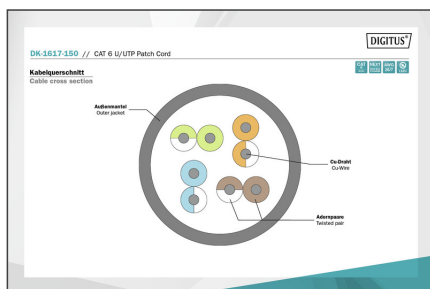 DIGITUS®
DK-1617-150 // CAT 6 U/UTP Patch Cord
Kabelquerschnitt
Cable cross section
Außenmantel
Outer jacket
Cu-Draht
Cu-Wire
Adernpaare
Twisted pair